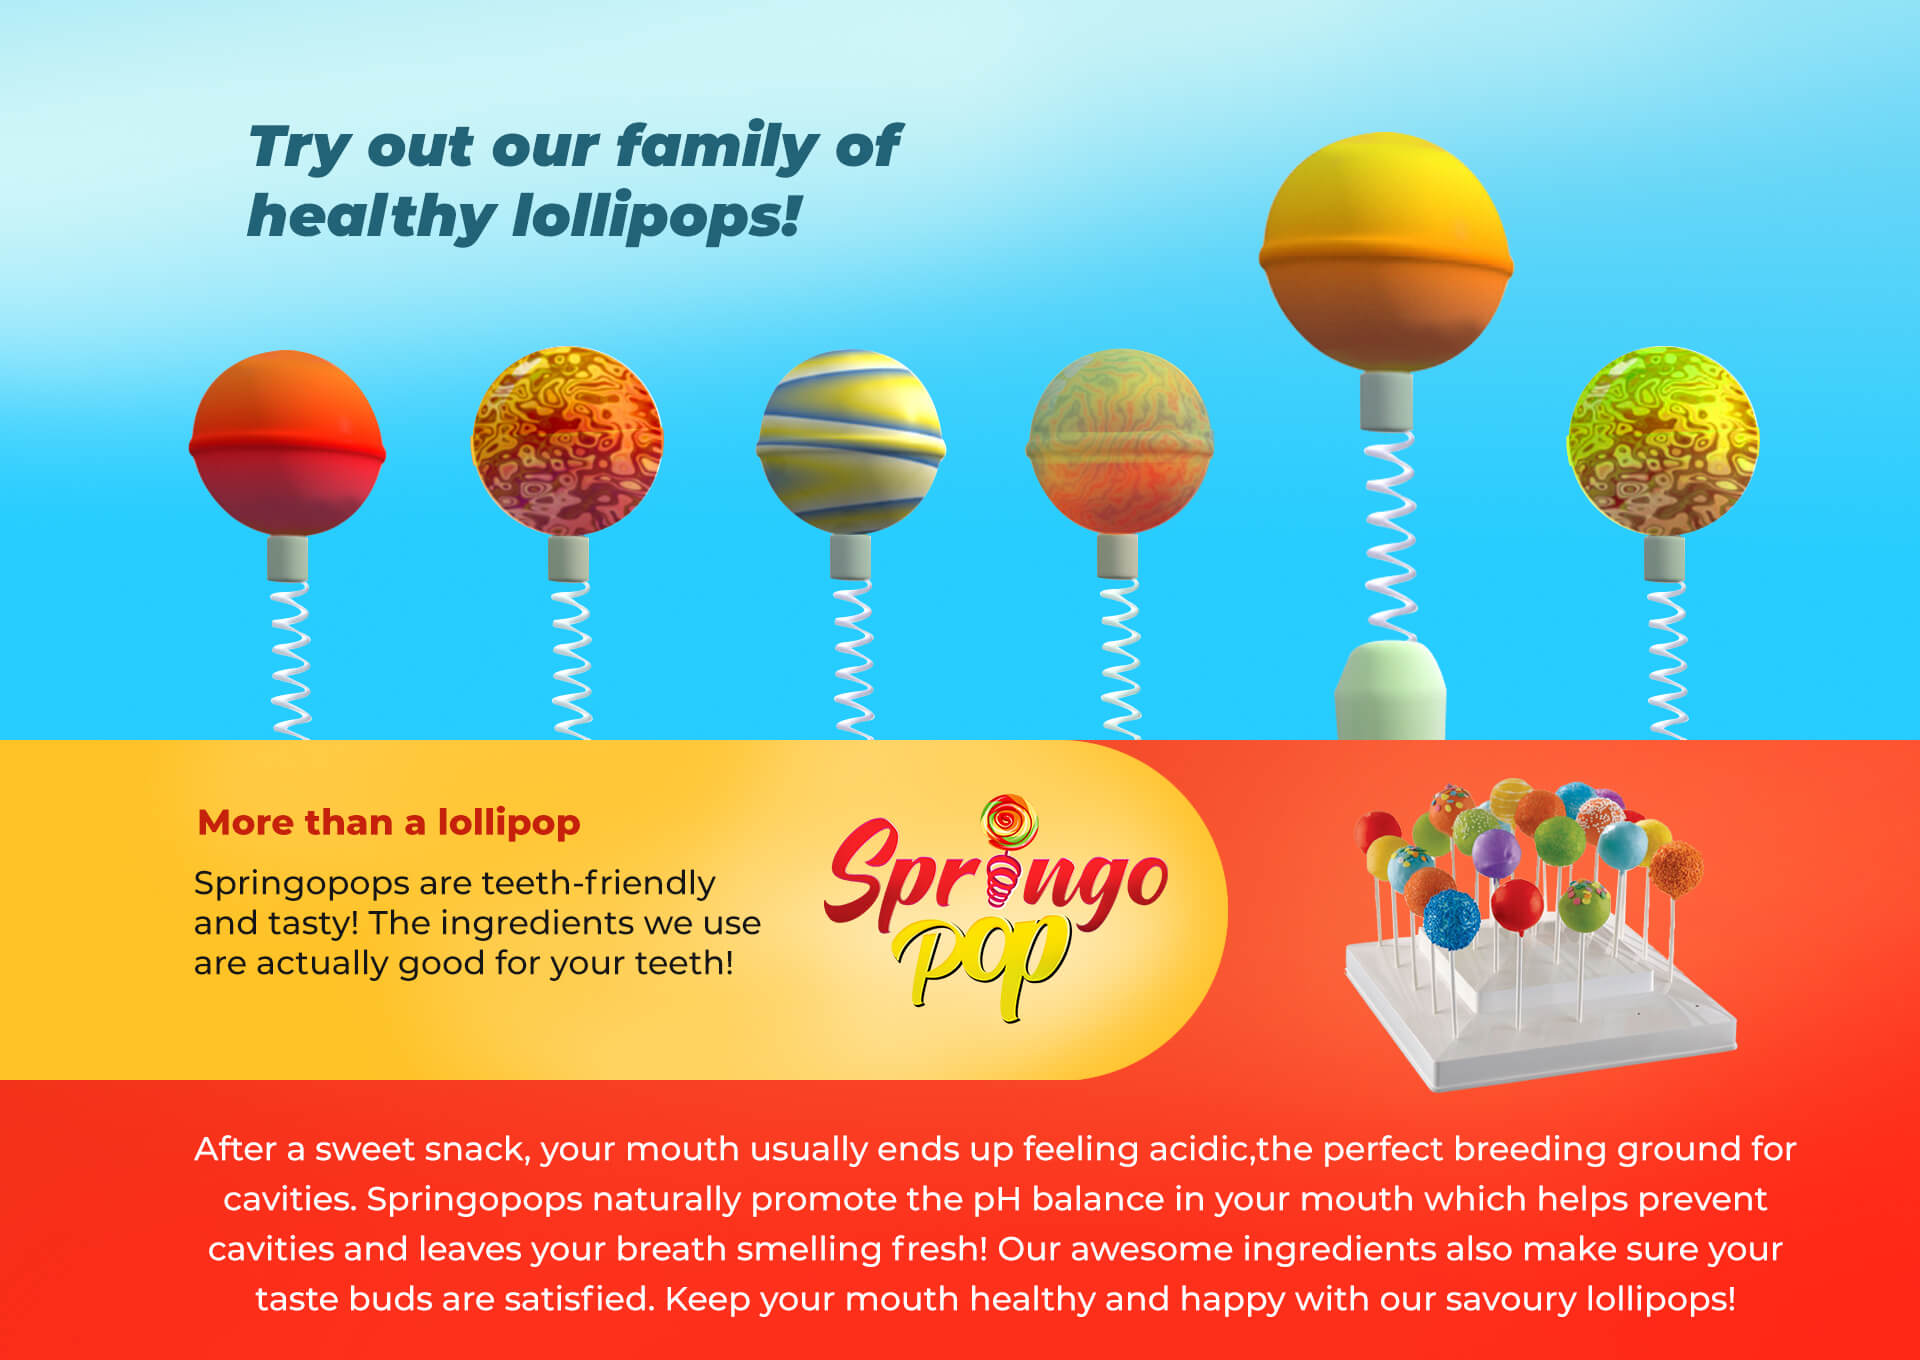 Try out our family of
healthy lollipops!
More than a lollipop
Springopops are teeth-friendly
and tasty! The ingredients we use
are actually good for your teeth!
Springo
pop
After a sweet snack, your mouth usually ends up feeling acidic,the perfect breeding ground for
cavities. Springopops naturally promote the pH balance in your mouth which helps prevent
cavities and leaves your breath smelling fresh! Our awesome ingredients also make sure your
taste buds are satisfied. Keep your mouth healthy and happy with our savoury lollipops!